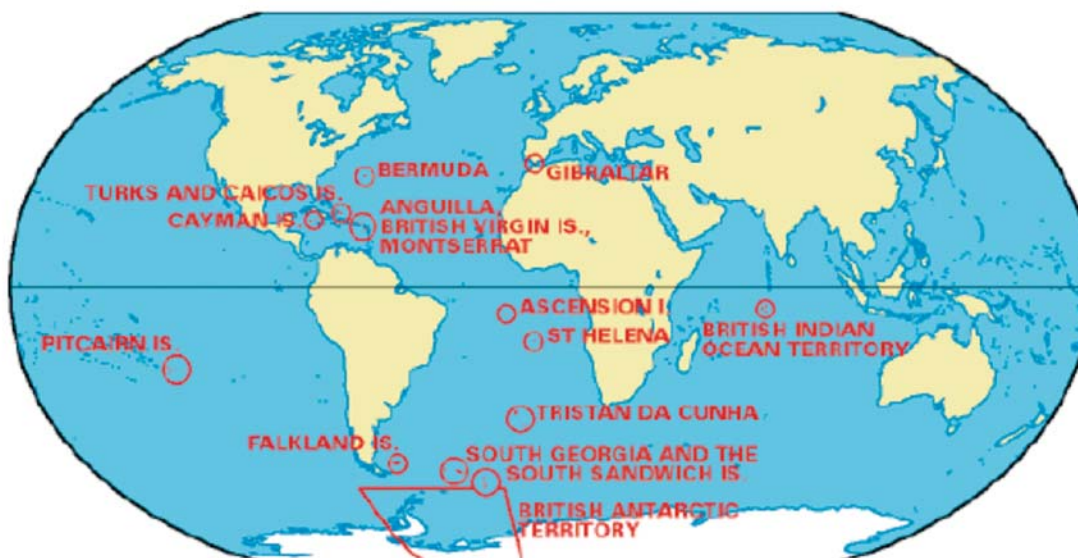 BERMUDA
GIBRALTAR
TURKS AND CAICOS IS.
CAYMAN IS.
ANGUILLA,
BRITISH VIRGIN IS.,
MONTSERRAT
ASCENSION I.
ST HELENA
BRITISH INDIAN
OCEAN TERRITORY
PITCAIRN IS.
TRISTAN DA CUNHA
FALKLAND IS.
SOUTH GEORGIA AND THE
SOUTH SANDWICH IS.
BRITISH ANTARCTIC
TERRITORY